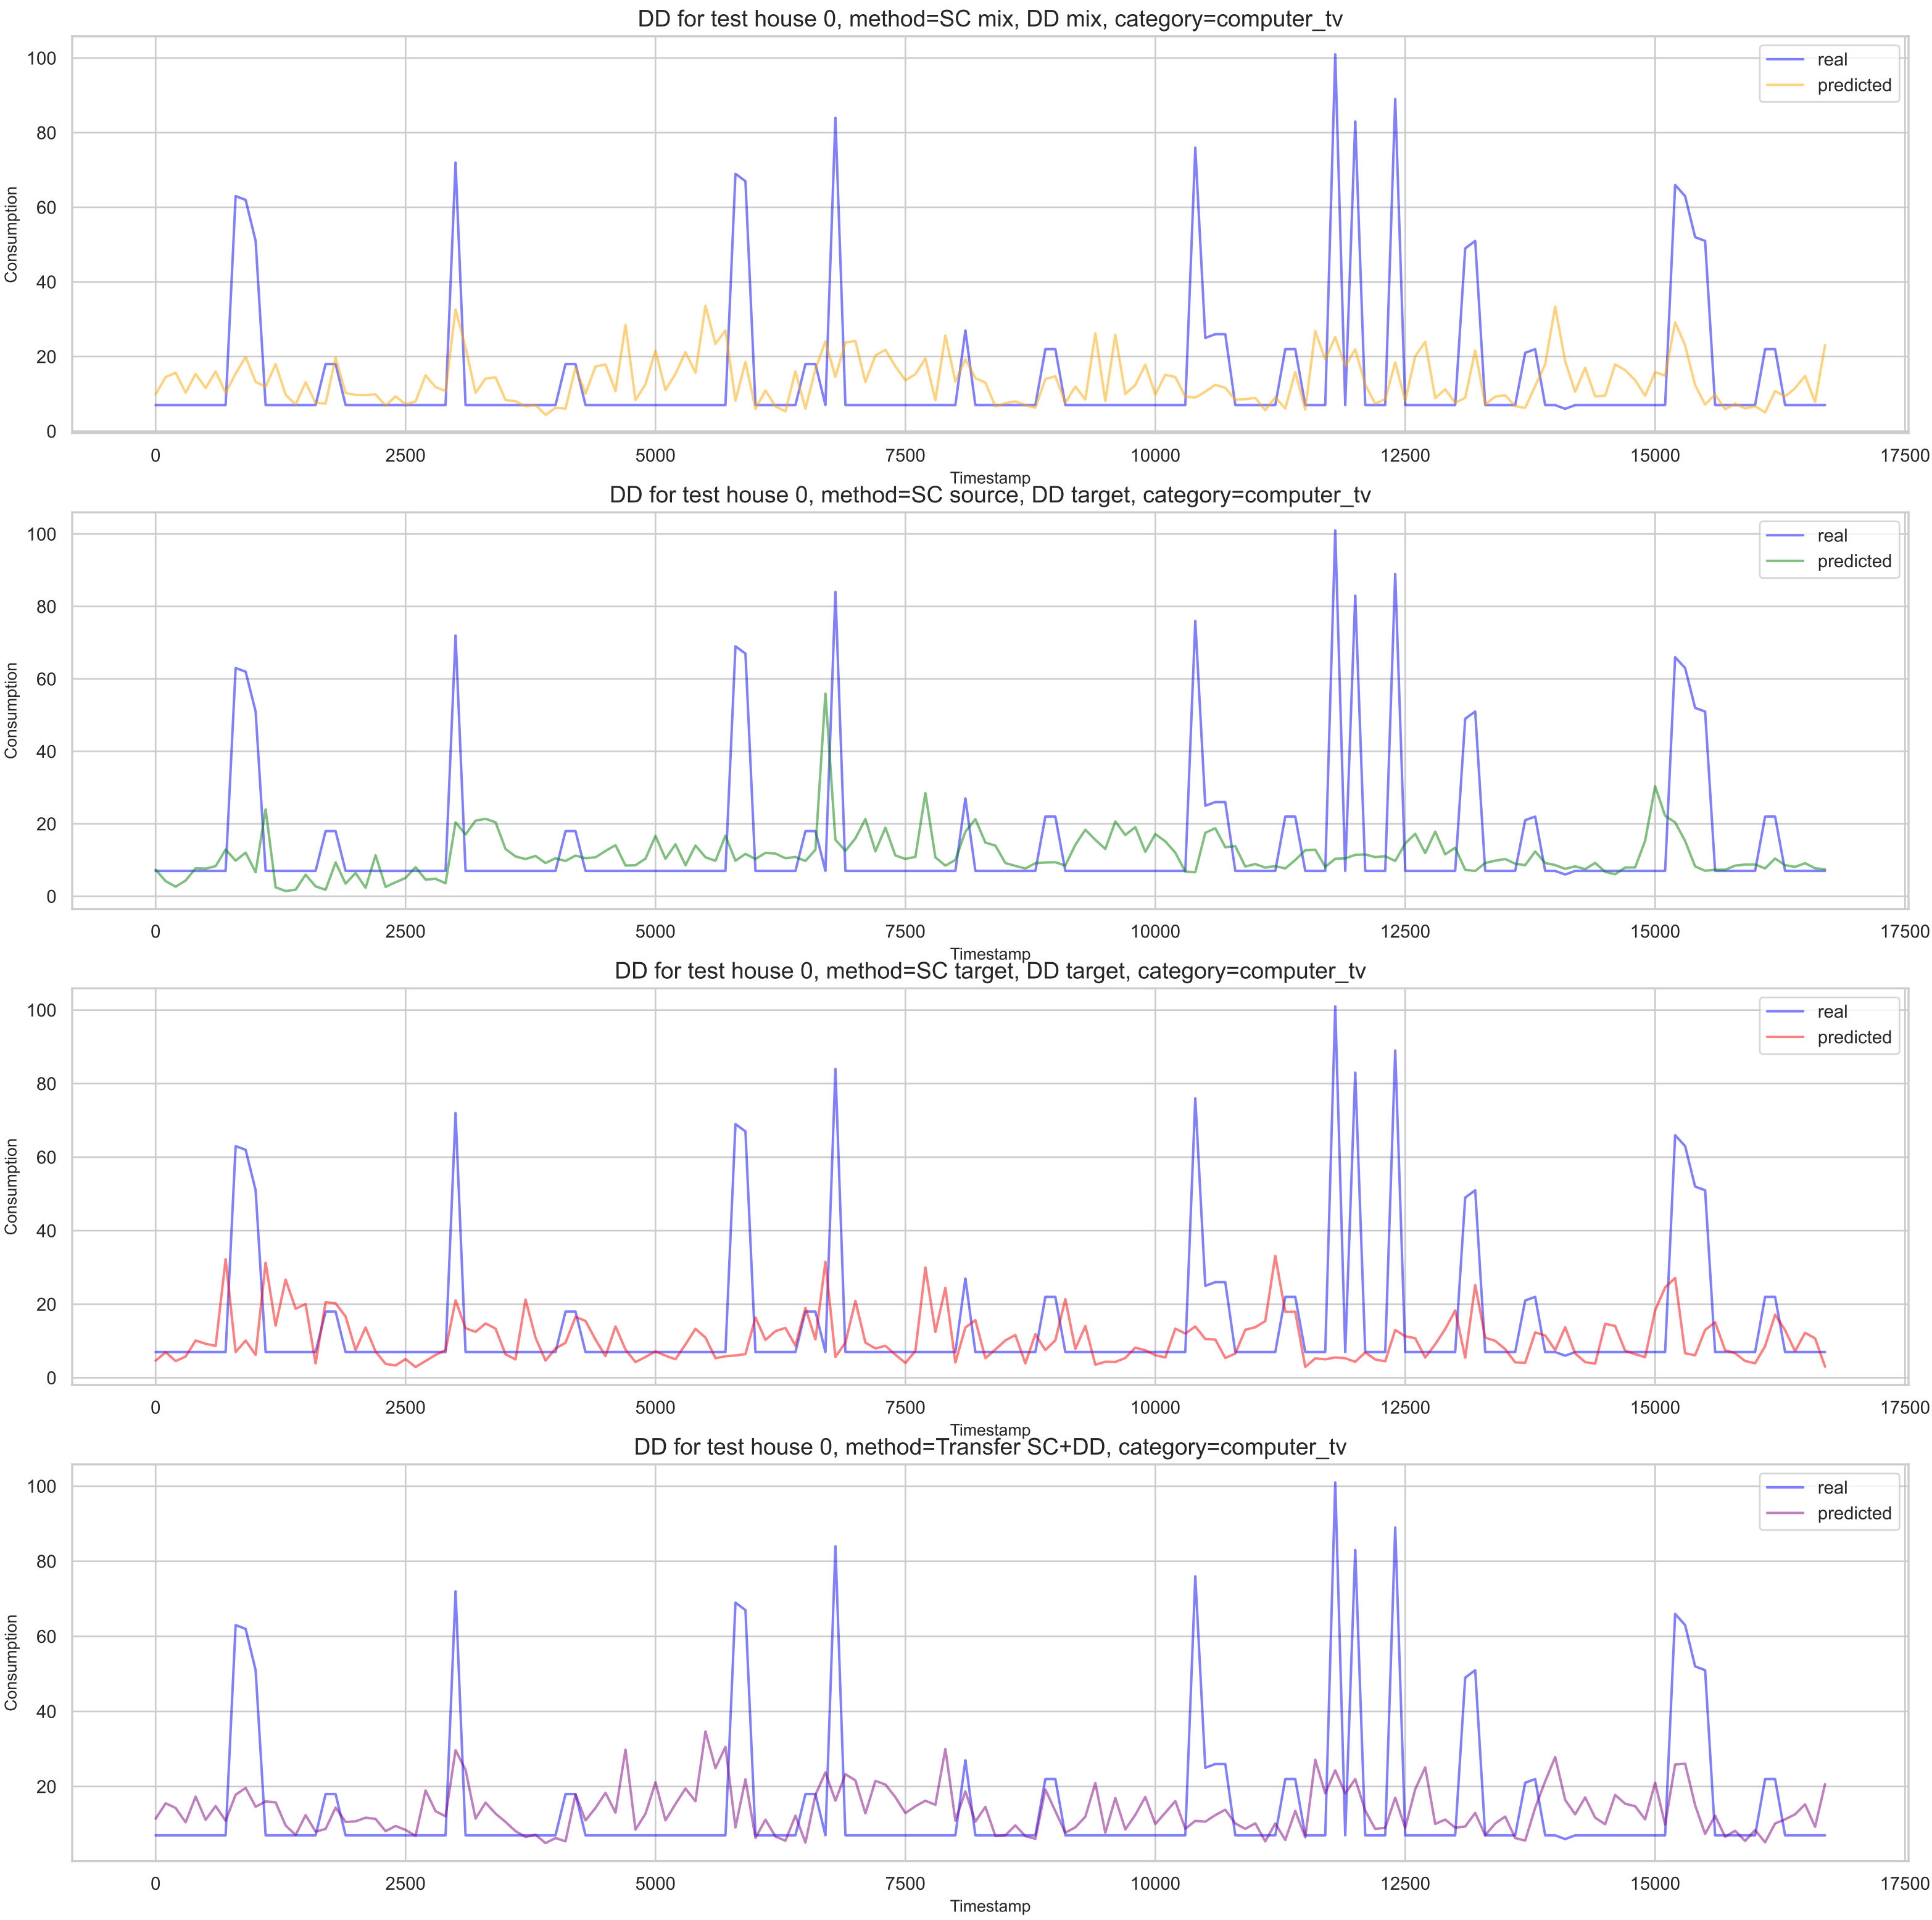 DD for test house 0, method=SC mix, DD mix, category=computer_tv
real
predicted
Consumption
100
80
60
40
20
0
0 2500 5000 7500 10000 12500 15000 17500
Timestamp
DD for test house 0, method=SC source, DD target, category=computer_tv
real
predicted
Consumption
100
80
60
40
20
0
0 2500 5000 7500 10000 12500 15000 17500
Timestamp
DD for test house 0, method=SC target, DD target, category=computer_tv
real
predicted
Consumption
100
80
60
40
20
0
0 2500 5000 7500 10000 12500 15000 17500
Timestamp
DD for test house 0, method=Transfer SC+DD, category=computer_tv
real
predicted
Consumption
100
80
60
40
20
0 2500 5000 7500 10000 12500 15000 17500
Timestamp